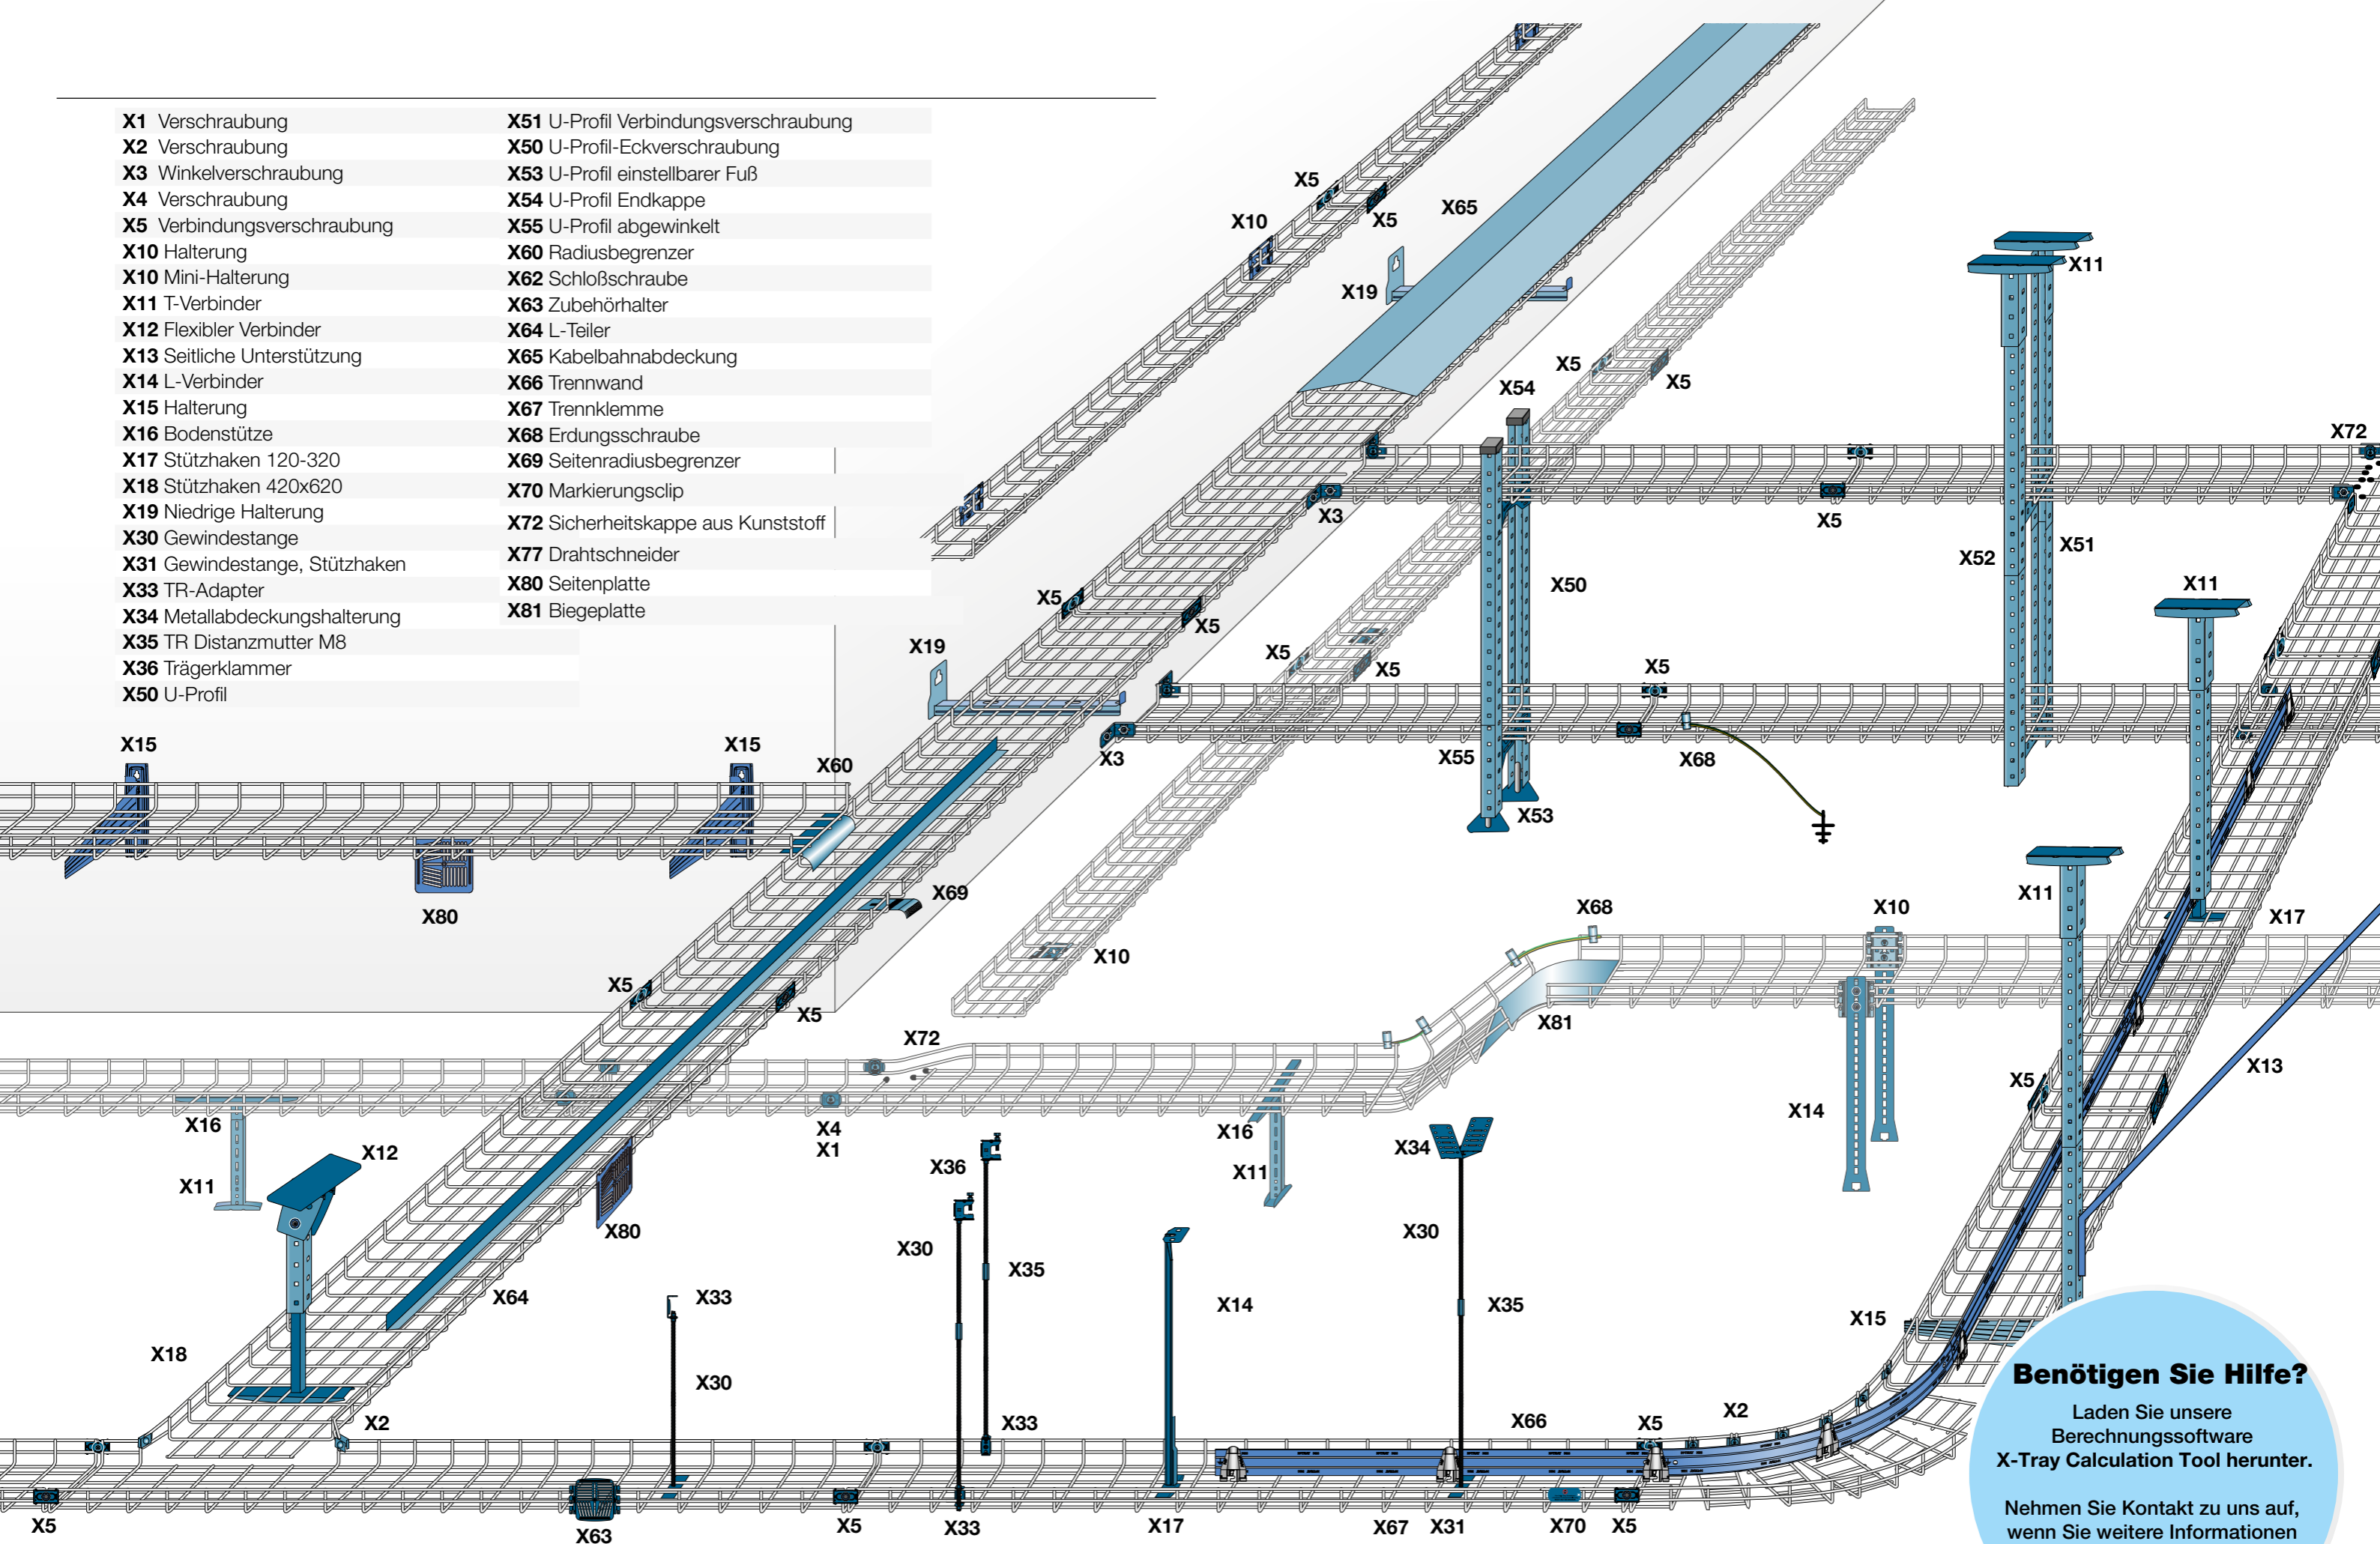 X1 Verschraubung
X2 Verschraubung
X3 Winkelverschraubung
X4 Verschraubung
X5 Verbindungsverschraubung
X10 Halterung
X10 Mini-Halterung
X11 T-Verbinder
X12 Flexibler Verbinder
X13 Seitliche Unterstützung
X14 L-Verbinder
X15 Halterung
X16 Bodenstütze
X17 Stützhaken 120-320
X18 Stützhaken 420x620
X19 Niedrige Halterung
X30 Gewindestange
X31 Gewindestange, Stützhaken
X33 TR-Adapter
X34 Metallabdeckungshalterung
X35 TR Distanzmutter M8
X36 Trägerklammer
X50 U-Profil
X51 U-Profil Verbindungsverschraubung
X50 U-Profil-Eckverschraubung
X53 U-Profil einstellbarer Fuß
X54 U-Profil Endkappe
X55 U-Profil abgewinkelt
X60 Radiusbegrenzer
X62 Schloßschraube
X63 Zubehörhalter
X64 L-Teiler
X65 Kabelbahnabdeckung
X66 Trennwand
X67 Trennklemme
X68 Erdungsschraube
X69 Seitenradiusbegrenzer
X70 Markierungsclip
X72 Sicherheitskappe aus Kunststoff
X77 Drahtschneider
X80 Seitenplatte
X81 Biegeplatte
X5
X10
X5
X65
X19
X11
X5
X5
X54
X72
X3
X5
X52
X51
X50
X11
X5
X5
X19
X5
X5
X5
X15
X15
X60
X3
X55
X68
X53
X80
X69
X11
X68
X10
X17
X10
X5
X5
X81
X72
X13
X5
X14
X16
X4
X1
X16
X34
X12
X36
X11
X11
X80
X30
X30
X35
X64
X33
X14
X35
X15
X18
X30
X2
X33
X66
X5
X2
X5
X63
X5
X33
X17
X67
X31
X70
X5
Benötigen Sie Hilfe?
Laden Sie unsere
Berechnungssoftware
X-Tray Calculation Tool herunter.
Nehmen Sie Kontakt zu uns auf,
wenn Sie weitere Informationen